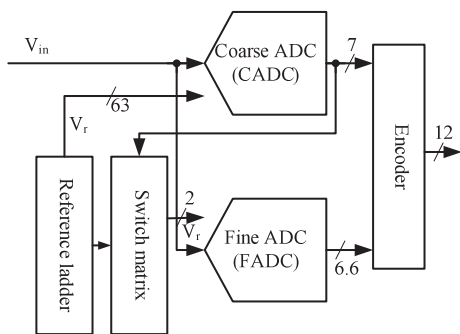 V_in
Coarse ADC
(CADC)
7
63
V_r
Reference ladder
Switch matrix
2
V_r
Fine ADC
(FADC)
6.6
Encoder
12